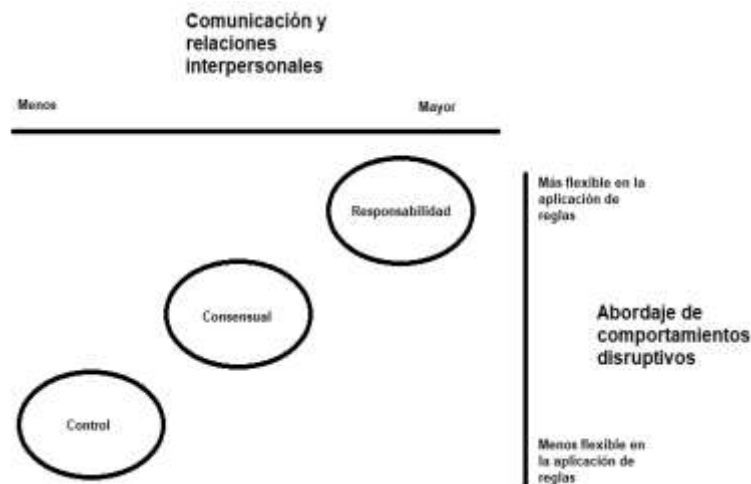 Comunicación y
relaciones
interpersonales
Menos
Mayor
Responsabilidad
Más flexible en la
aplicación de
reglas
Consensual
Abordaje de
comportamientos
disruptivos
Control
Menos flexible en
la aplicación de
reglas